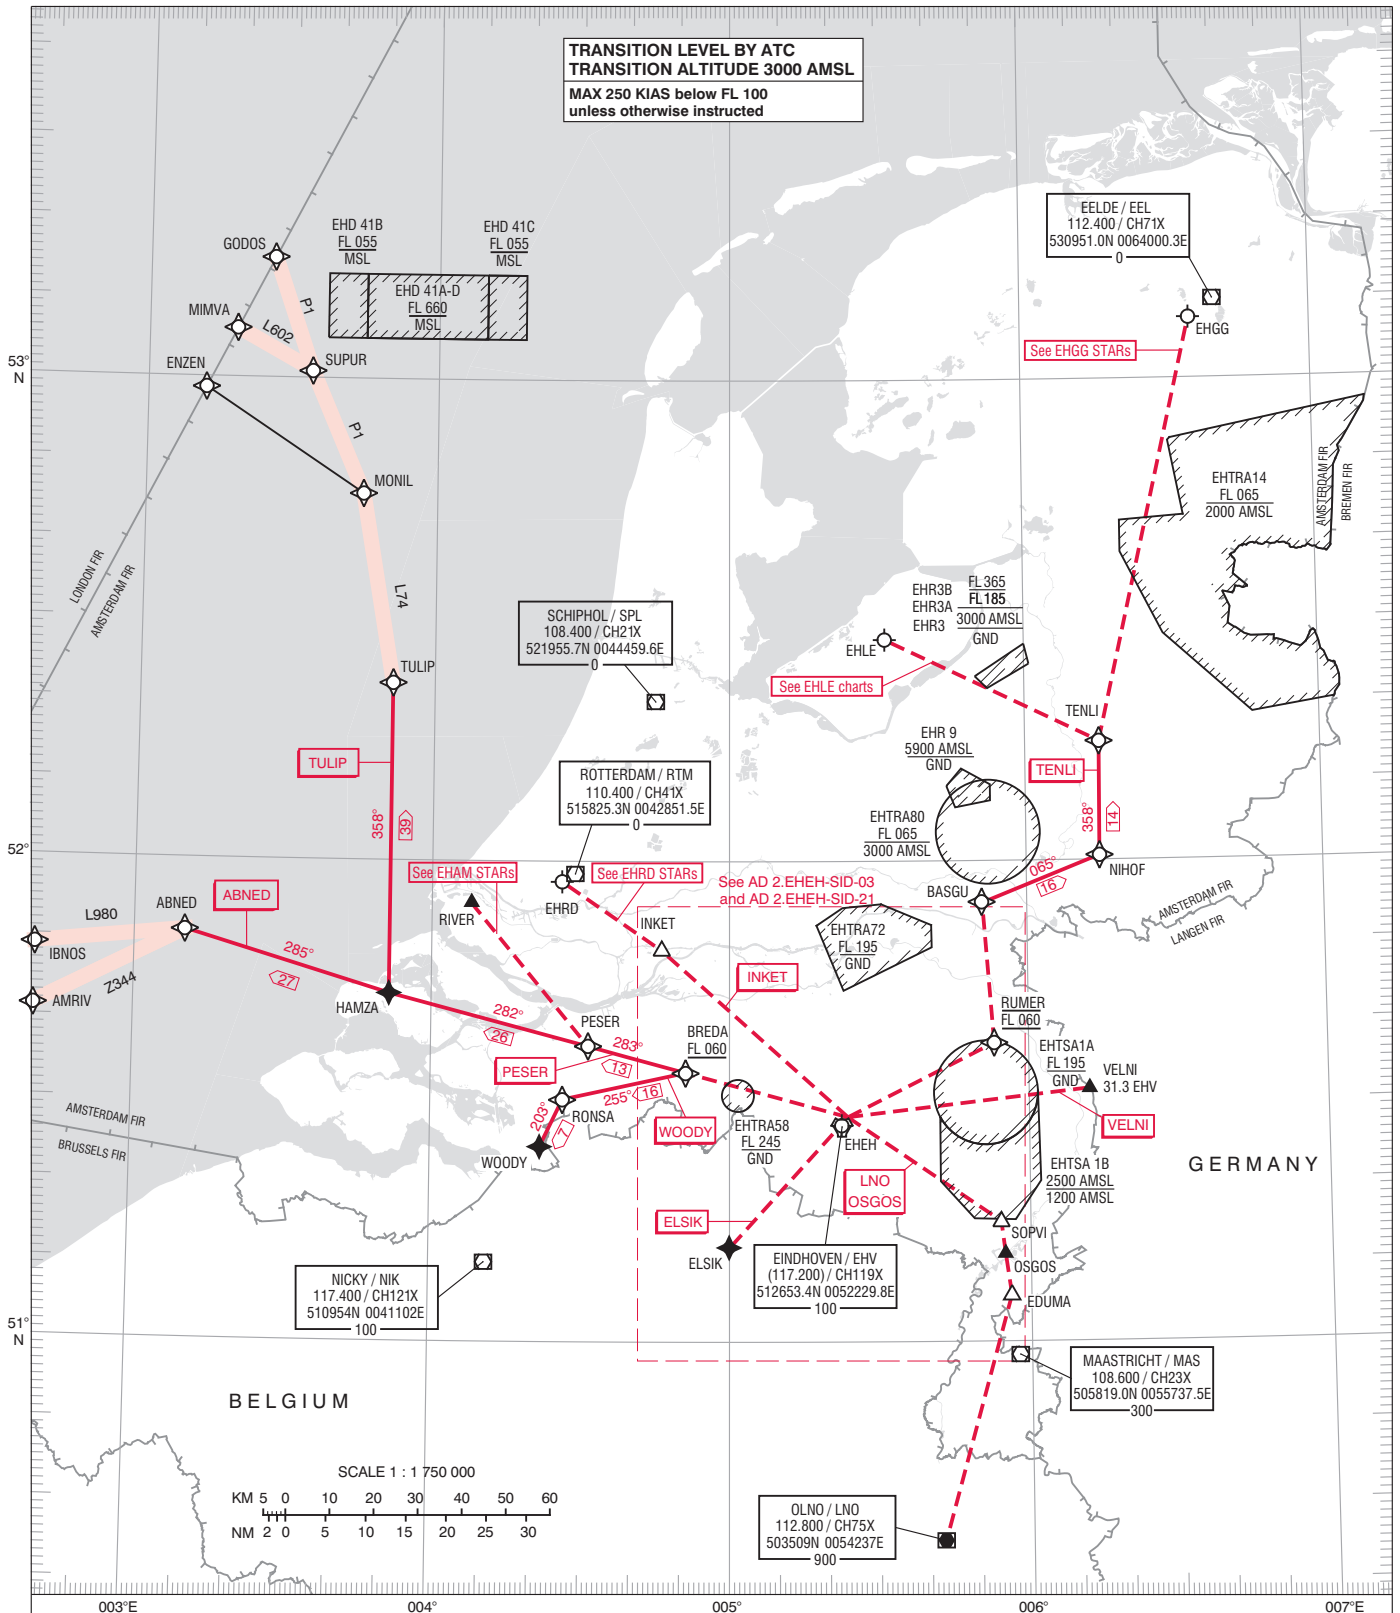 TRANSITION LEVEL BY ATC
TRANSITION ALTITUDE 3000 AMSL
MAX 250 KIAS below FL 100
unless otherwise instructed
EELDE / EEL
112.400 / CH71X
530951.0N 0064000.3E
0
EHGG
See EHGG STARs
GODOS
MIMVA
ENZEN
P1
L602
SUPUR
EHD 41B
FL 055
MSL
EHD 41C
FL 055
MSL
EHD 41A-D
FL 660
MSL
53°
N
P1
MONIL
L74
LONDON FIR
AMSTERDAM FIR
TULIP
TULIP
358°
39
EHTRA14
FL 065
2000 AMSL
AMSTERDAM FIR
BREMEN FIR
SCHIPHOL / SPL
108.400 / CH21X
521955.7N 0044459.6E
0
EHR3B
EHR3A
EHR3
FL 365
FL185
3000 AMSL
GND
EHLE
See EHLE charts
TENLI
TENLI
358°
14
EHR 9
5900 AMSL
GND
EHTRA80
FL 065
3000 AMSL
ROTTERDAM / RTM
110.400 / CH41X
515825.3N 0042851.5E
0
52°
N
NIHOF
065°
16
BASGU
AMSTERDAM FIR
LANGEN FIR
See EHAM STARs
RIVER
See EHRD STARs
EHRD
See AD 2.EHEH-SID-03
and AD 2.EHEH-SID-21
INKET
INKET
EHTRA72
FL 195
GND
L980
ABNED
ABNED
IBNOS
AMRIV
Z344
285°
27
HAMZA
282°
26
PESER
PESER
283°
13
BREDA
FL 060
255°
16
RONSA
203°
7
WOODY
WOODY
RUMER
FL 060
EHTSA1A
FL 195
GND
VELNI
31.3 EHV
VELNI
EHTRA58
FL 245
GND
EHEH
AMSTERDAM FIR
BRUSSELS FIR
EHTSA 1B
2500 AMSL
1200 AMSL
GERMANY
LNO
OSGOS
ELSIK
ELSIK
SOPVI
OSGOS
EDUMA
EINDHOVEN / EHV
(117.200) / CH119X
512653.4N 0052229.8E
100
NICKY / NIK
117.400 / CH121X
510954N 0041102E
100
51°
N
MAASTRICHT / MAS
108.600 / CH23X
505819.0N 0055737.5E
300
BELGIUM
SCALE 1 : 1 750 000
KM 5 0 10 20 30 40 50 60
NM 2 0 5 10 15 20 25 30
OLNO / LNO
112.800 / CH75X
503509N 0054237E
900
003°E 004° 005° 006° 007°E